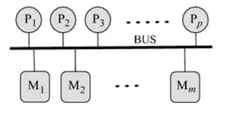 P₁ P₂ P₃ ...... Pₚ
BUS
M₁ M₂ ... Mₘ